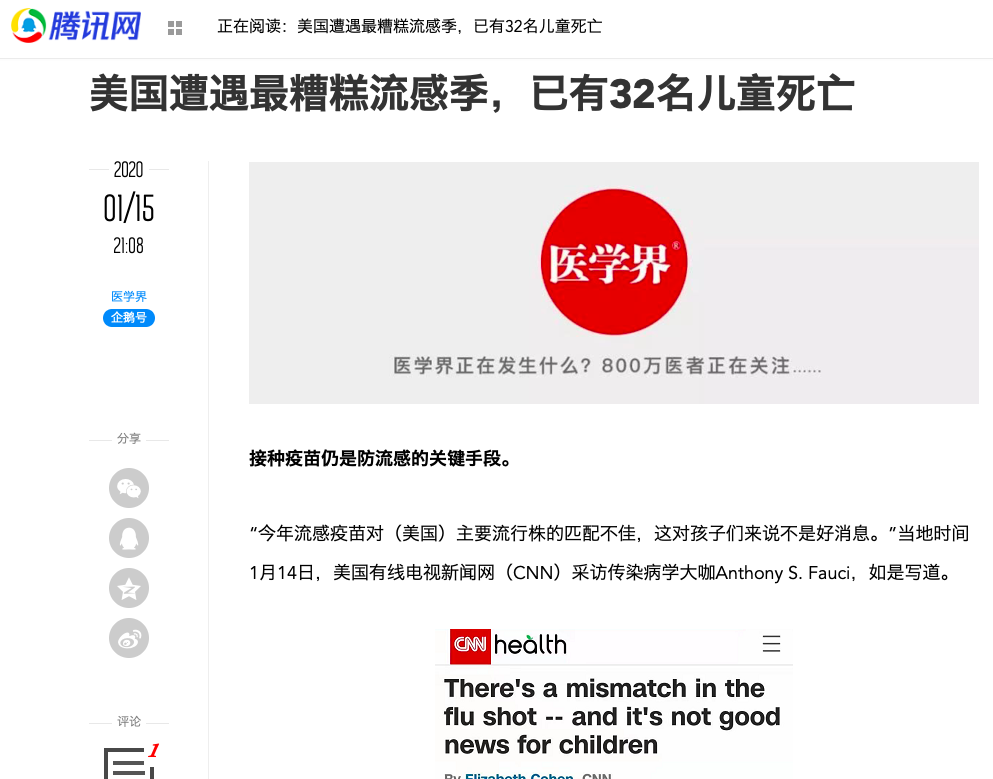 腾讯网
正在阅读：美国遭遇最糟糕流感季，已有32名儿童死亡
美国遭遇最糟糕流感季，已有32名儿童死亡
2020
01/15
21:08
医学界
企鹅号
医学界®
医学界正在发生什么？800万医者正在关注......
分享
接种疫苗仍是防流感的关键手段。
“今年流感疫苗对（美国）主要流行株的匹配不佳，这对孩子们来说不是好消息。”当地时间
1月14日，美国有线电视新闻网（CNN）采访传染病学大咖Anthony S. Fauci，如是写道。
CNN health
There's a mismatch in the
flu shot -- and it's not good
news for children
By Elizabeth Cohen, CNN
评论
1